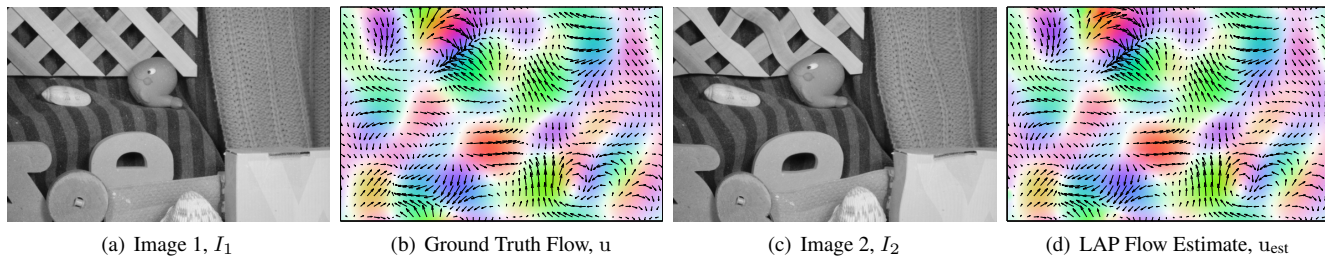 (a) Image 1, I₁
(b) Ground Truth Flow, u
(c) Image 2, I₂
(d) LAP Flow Estimate, uₑₛₜ